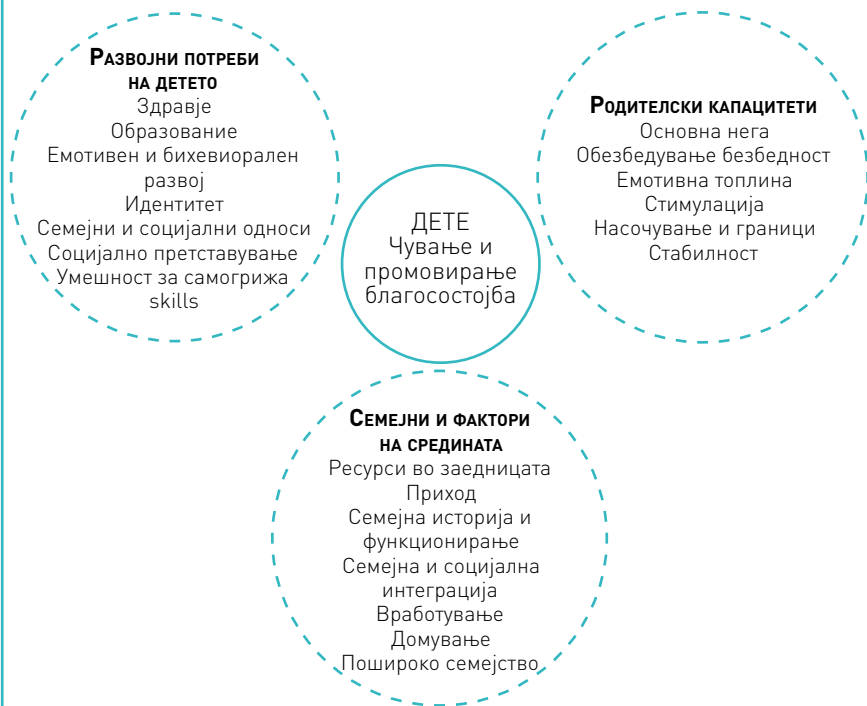 РАЗВОЈНИ ПОТРЕБИ
НА ДЕТЕТО
Здравје
Образование
Емотивен и бихевиорален
развој
Идентитет
Семејни и социјални односи
Социјално претставување
Умешност за самогрижа
skills
ДЕТЕ
Чување и
промовирање
благосостојба
РОДИТЕЛСКИ КАПАЦИТЕТИ
Основна нега
Обезбедување безбедност
Емотивна топлина
Стимулација
Насочување и граници
Стабилност
СЕМЕЈНИ И ФАКТОРИ
НА СРЕДИНАТА
Ресурси во заедницата
Приход
Семејна историја и
функционирање
Семејна и социјална
интеграција
Вработување
Домување
Пошироко семејство